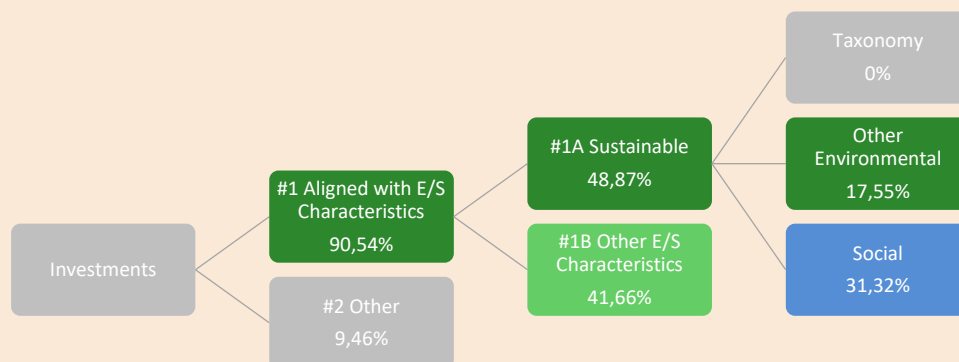 Investments
#1 Aligned with E/S
Characteristics
90,54%
#2 Other
9,46%
#1A Sustainable
48,87%
#1B Other E/S
Characteristics
41,66%
Taxonomy
0%
Other
Environmental
17,55%
Social
31,32%